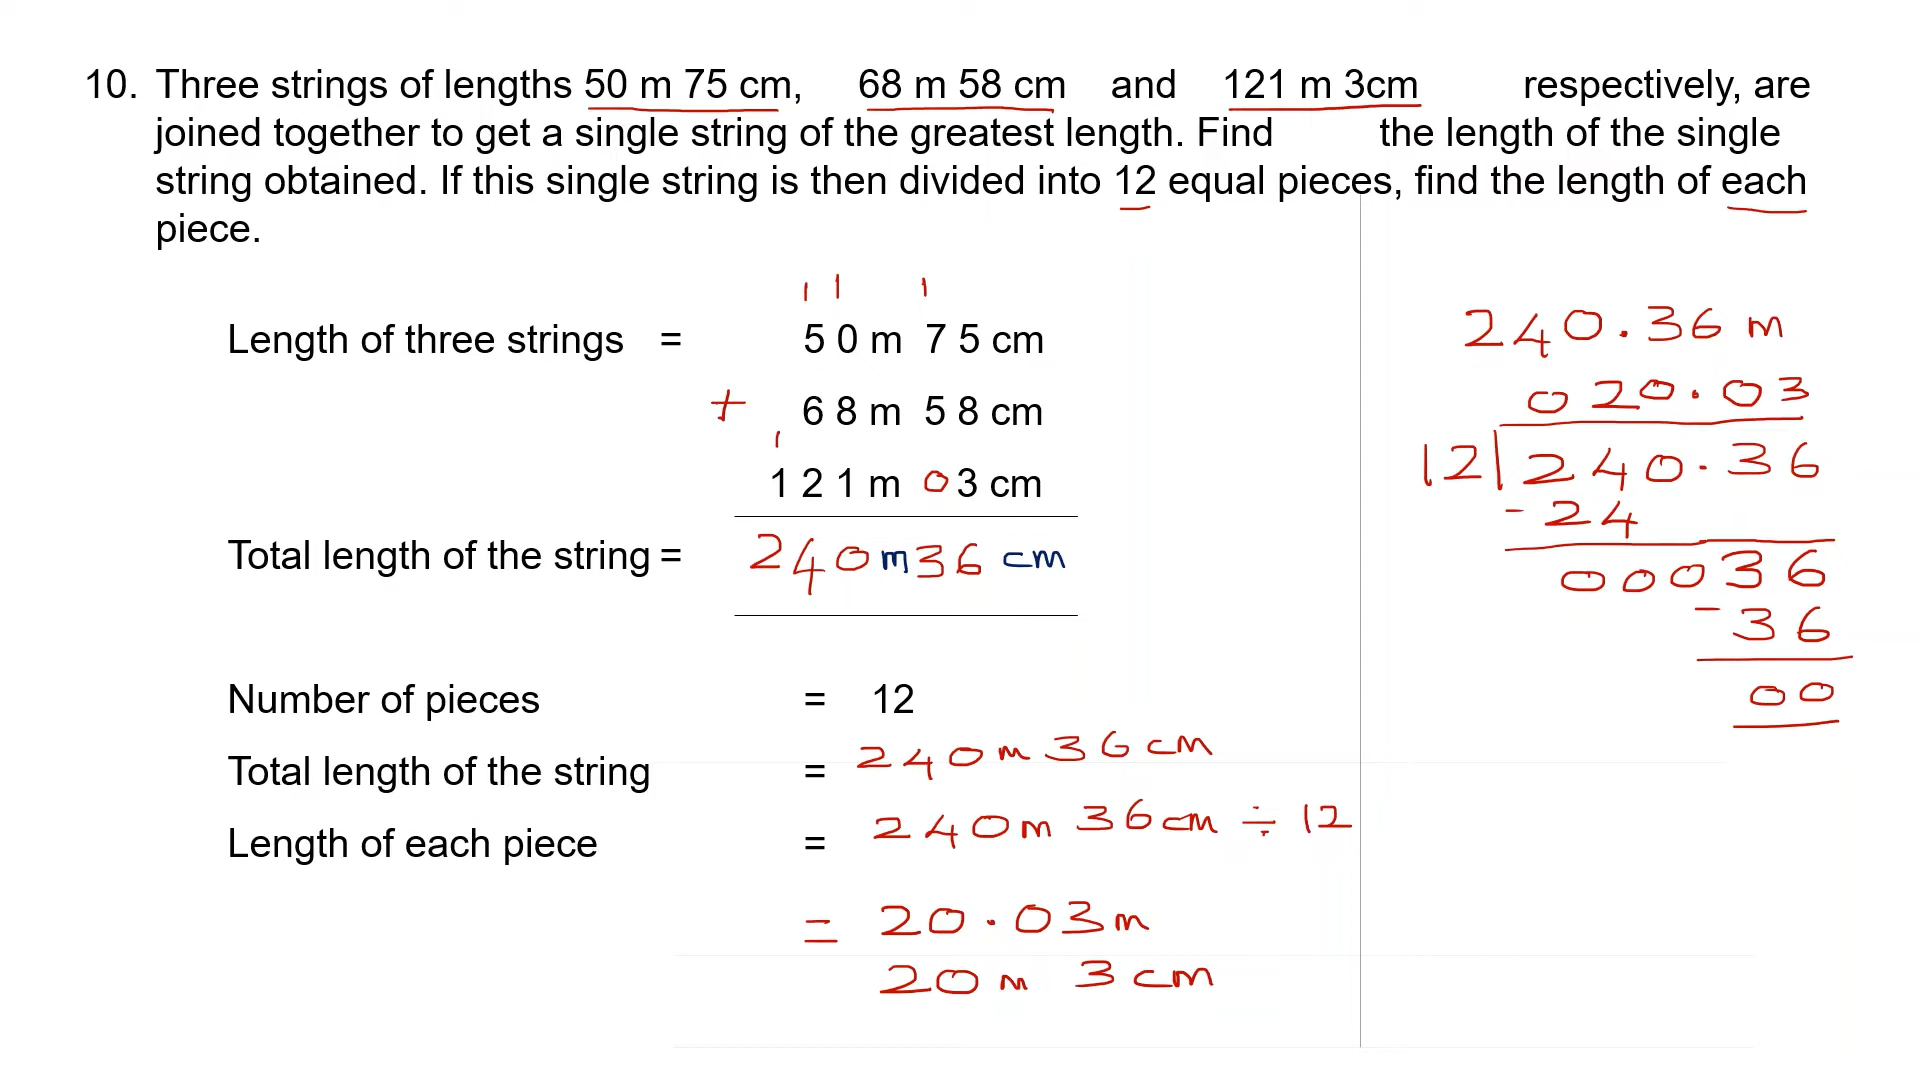 10. Three strings of lengths 50 m 75 cm, 68 m 58 cm and 121 m 3cm respectively, are
joined together to get a single string of the greatest length. Find the length of the single
string obtained. If this single string is then divided into 12 equal pieces, find the length of each
piece.
1 1 1
Length of three strings = 5 0 m 7 5 cm
+ 6 8 m 5 8 cm
1
1 2 1 m 0 3 cm
Total length of the string = 240 m 36 cm
Number of pieces = 12
Total length of the string = 240 m 36 cm
Length of each piece = 240 m 36 cm ÷ 12
= 20.03 m
20 m 3 cm
240.36 m
020.03
12) 240.36
- 24
00036
- 36
00